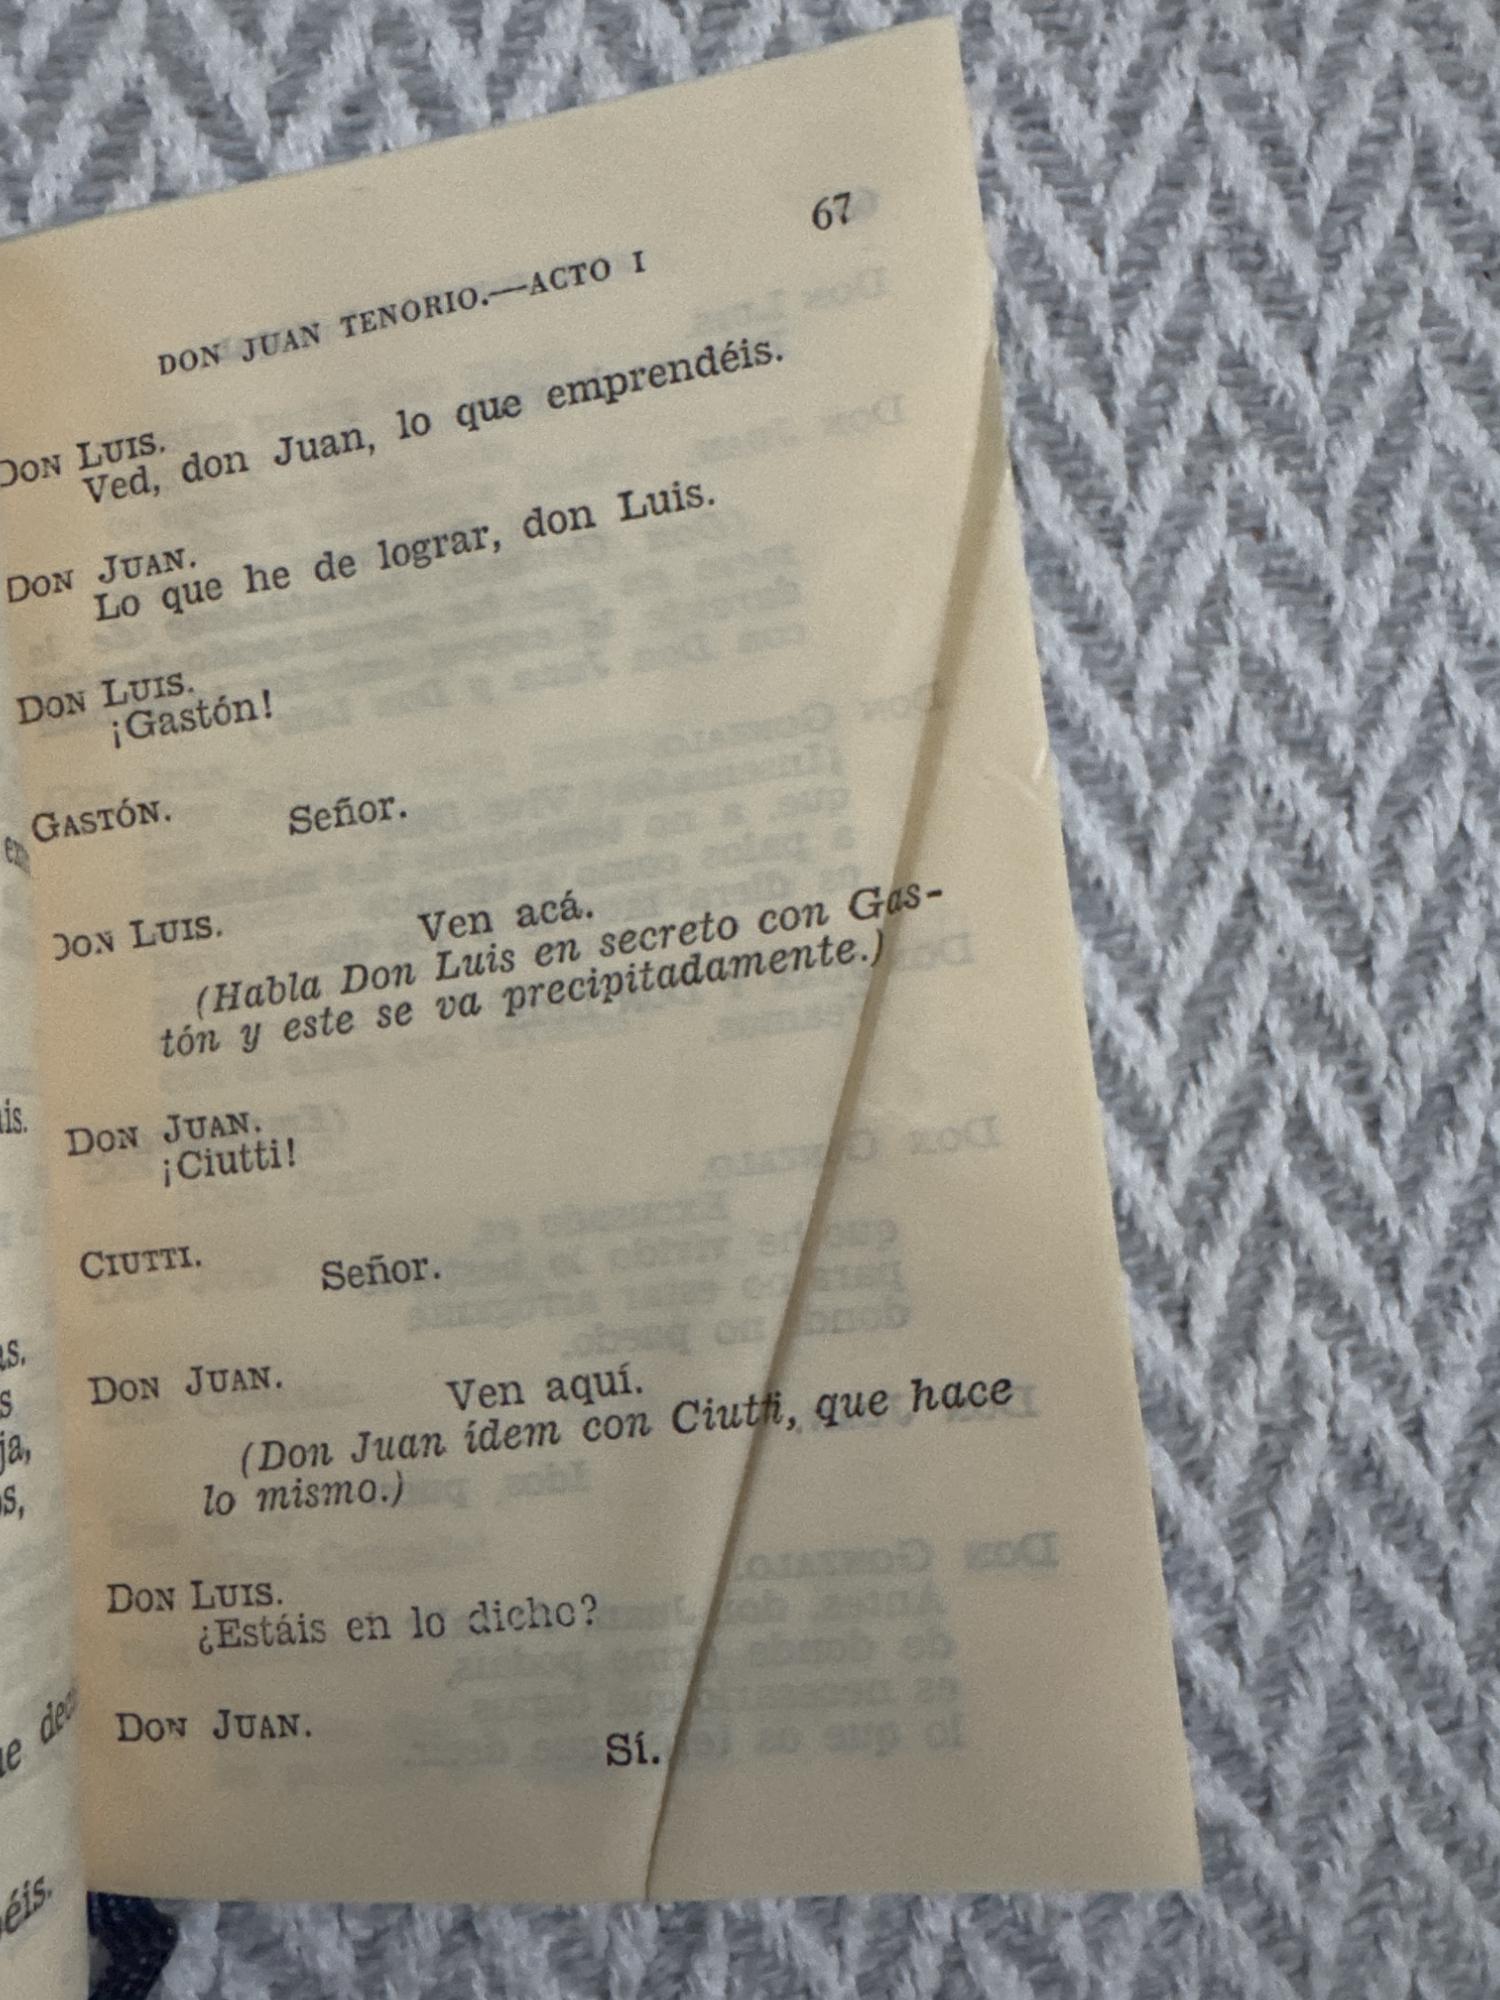 67
DON JUAN TENORIO.—ACTO I
DON LUIS.
Ved, don Juan, lo que emprendéis.
DON JUAN.
Lo que he de lograr, don Luis.
DON LUIS.
¡Gastón!
GASTÓN. Señor.
DON LUIS. Ven acá.
(Habla Don Luis en secreto con Gas-
tón y este se va precipitadamente.)
DON JUAN.
¡Ciutti!
CIUTTI. Señor.
DON JUAN. Ven aquí.
(Don Juan ídem con Ciutti, que hace
lo mismo.)
DON LUIS.
¿Estáis en lo dicho?
DON JUAN. Sí.